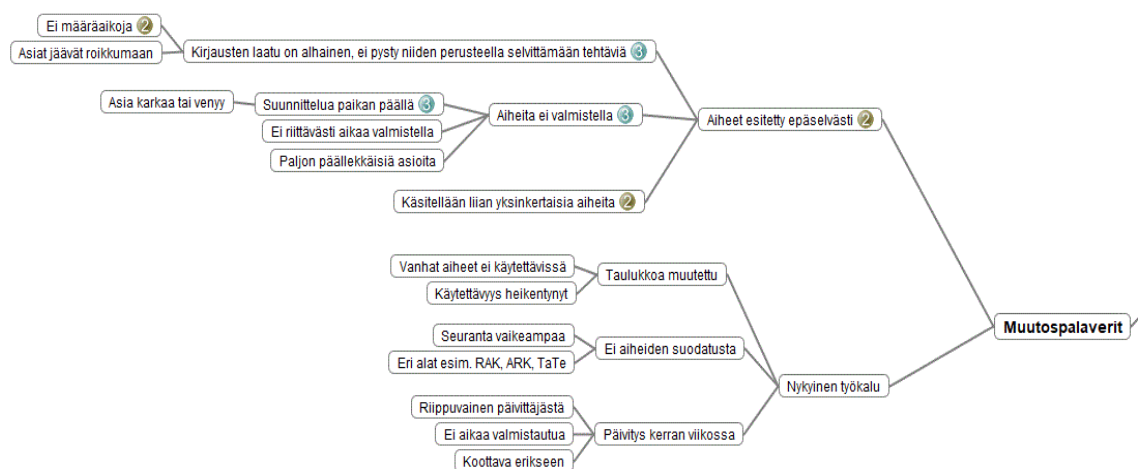 Ei määräaikoja 2
Asiat jäävät roikkumaan
Kirjausten laatu on alhainen, ei pysty niiden perusteella selvittämään tehtäviä 3
Asia karkaa tai venyy
Suunnittelua paikan päällä 3
Ei riittävästi aikaa valmistella
Paljon päällekkäisiä asioita
Aiheita ei valmistella 3
Käsitellään liian yksinkertaisia aiheita 2
Aiheet esitetty epäselvästi 2
Vanhat aiheet ei käytettävissä
Käytettävyys heikentynyt
Taulukkoa muutettu
Seuranta vaikeampaa
Eri alat esim. RAK, ARK, TaTe
Ei aiheiden suodatusta
Riippuvainen päivittäjästä
Ei aikaa valmistautua
Koottava erikseen
Päivitys kerran viikossa
Nykyinen työkalu
Muutospalaverit